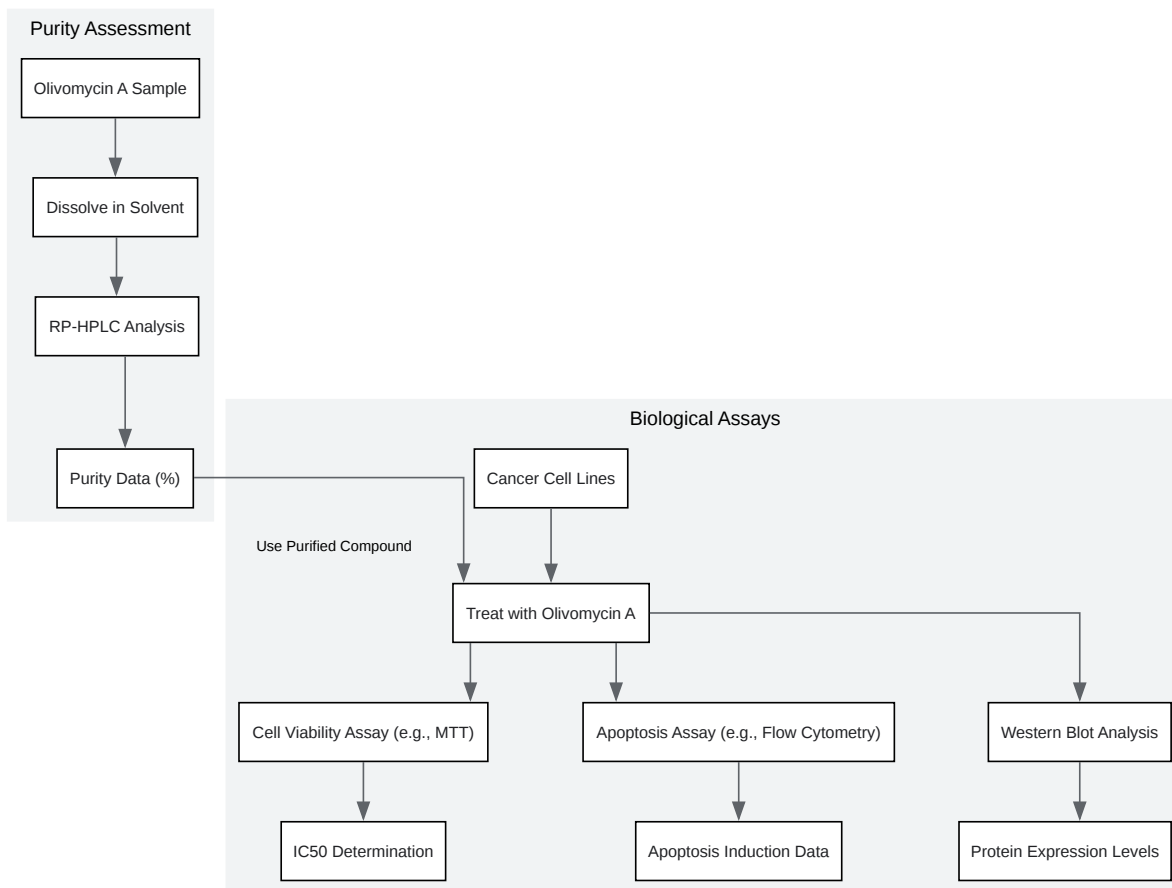 Purity Assessment
Olivomycin A Sample
Dissolve in Solvent
RP-HPLC Analysis
Purity Data (%)
Biological Assays
Cancer Cell Lines
Use Purified Compound
Treat with Olivomycin A
Cell Viability Assay (e.g., MTT)
Apoptosis Assay (e.g., Flow Cytometry)
Western Blot Analysis
IC50 Determination
Apoptosis Induction Data
Protein Expression Levels